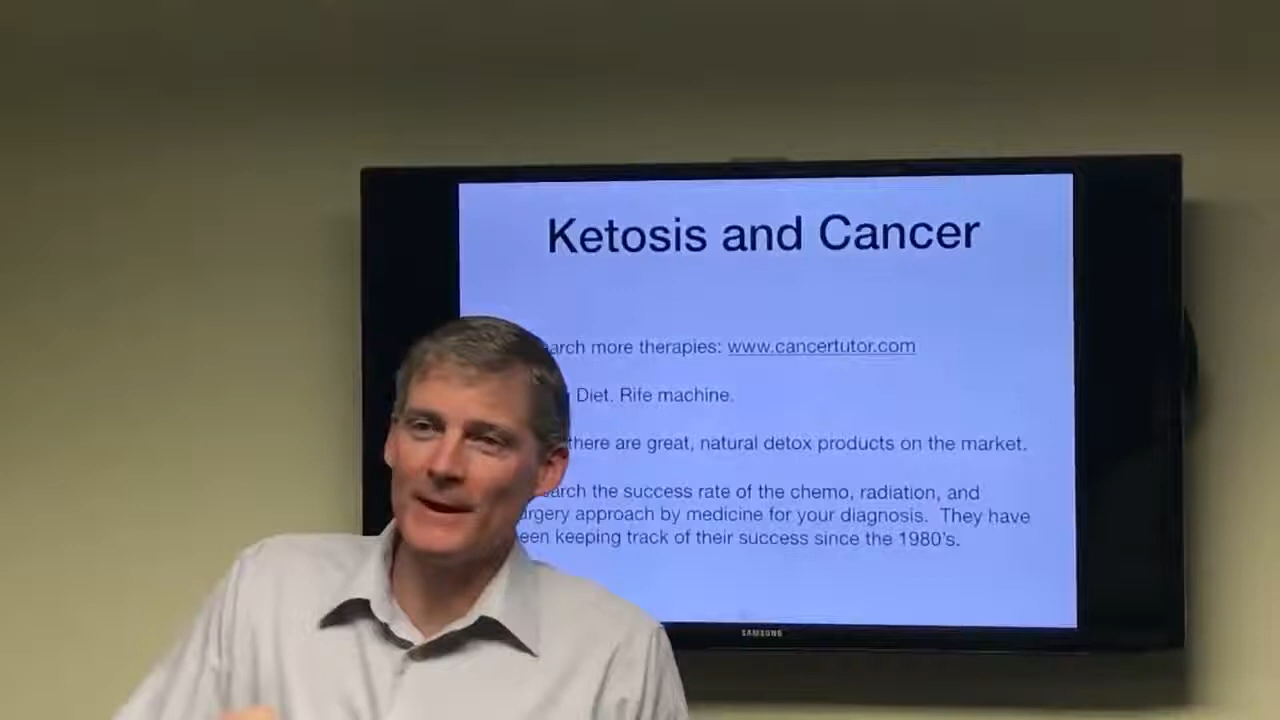 Ketosis and Cancer
arch more therapies: www.cancertutor.com
Diet. Rife machine.
there are great, natural detox products on the market.
arch the success rate of the chemo, radiation, and
urgery approach by medicine for your diagnosis. They have
een keeping track of their success since the 1980's.
SAMSUNG